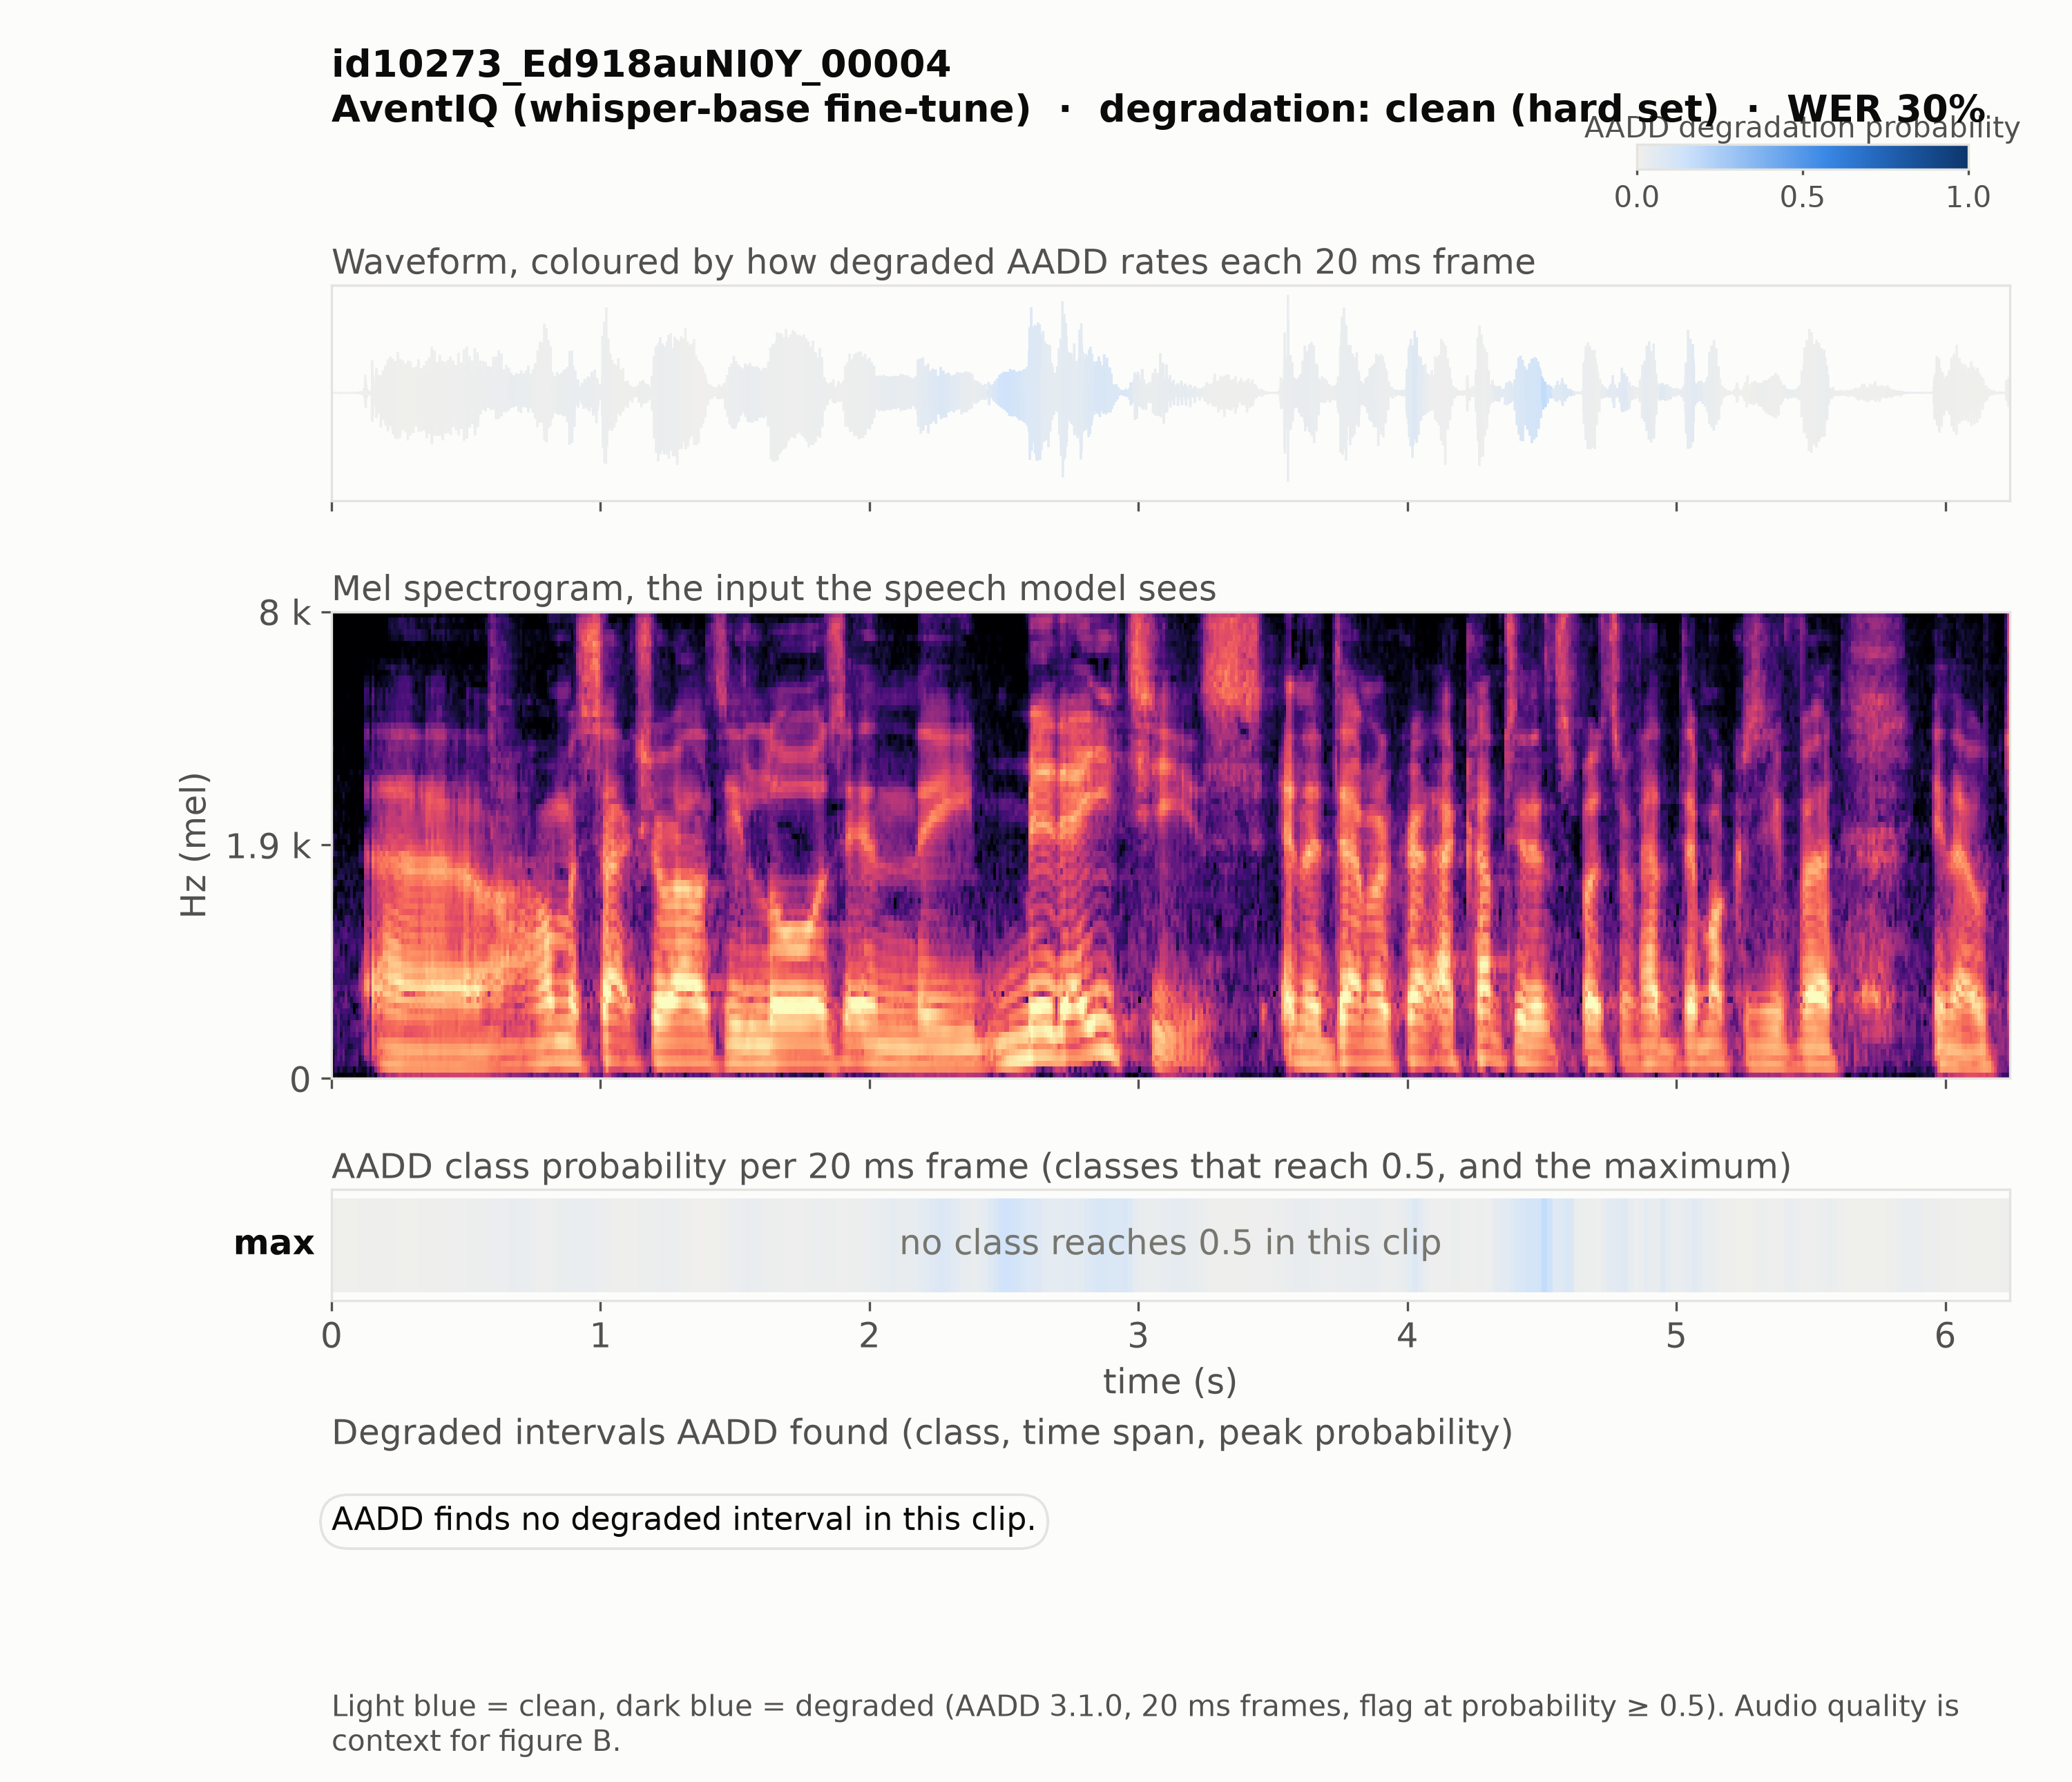 id10273_Ed918auNI0Y_00004
AventIQ (whisper-base fine-tune)  ·  degradation: clean (hard set)  ·  WER 30%
AADD degradation probability
0.0 0.5 1.0
Waveform, coloured by how degraded AADD rates each 20 ms frame
Mel spectrogram, the input the speech model sees
8 k
1.9 k
0
Hz (mel)
AADD class probability per 20 ms frame (classes that reach 0.5, and the maximum)
max
no class reaches 0.5 in this clip
0 1 2 3 4 5 6
time (s)
Degraded intervals AADD found (class, time span, peak probability)
AADD finds no degraded interval in this clip.
Light blue = clean, dark blue = degraded (AADD 3.1.0, 20 ms frames, flag at probability ≥ 0.5). Audio quality is
context for figure B.